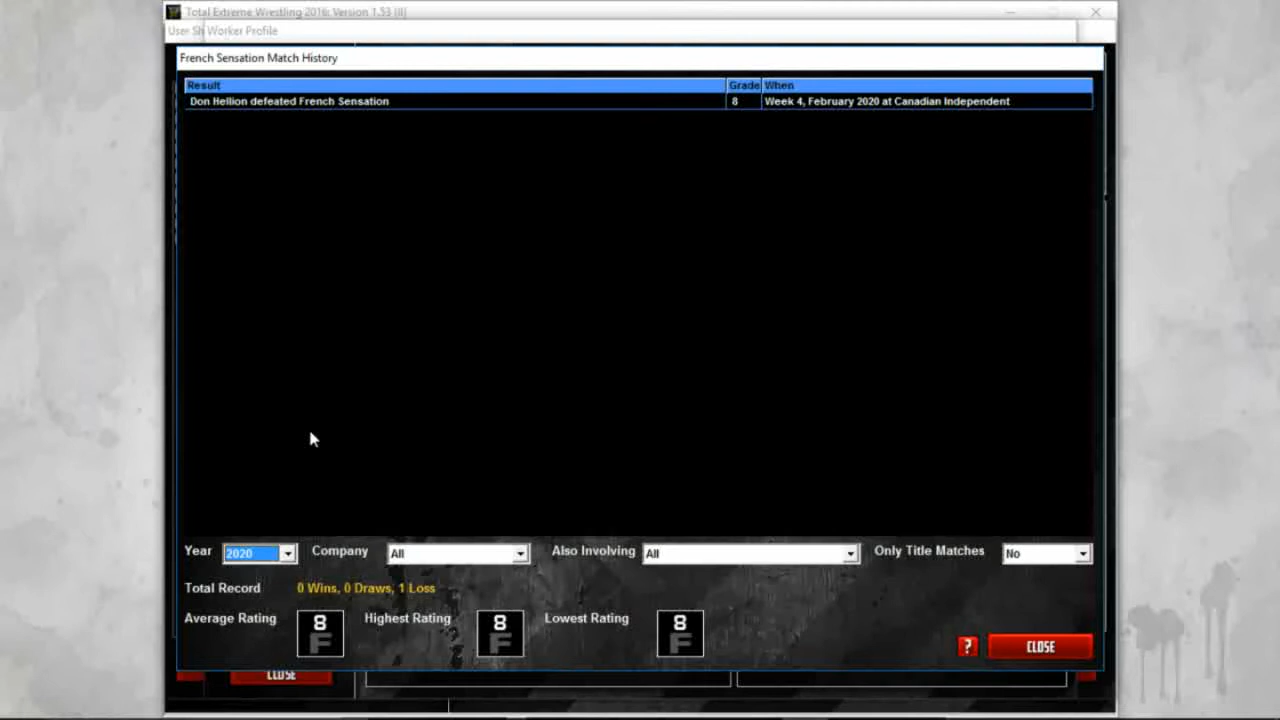 Total Extreme Wrestling 2016: Version 1.53 (II)
User Sh Worker Profile
French Sensation Match History
Result Grade When
Don Hellion defeated French Sensation 8 Week 4, February 2020 at Canadian Independent
Year 2020 Company All Also Involving All Only Title Matches No
Total Record 0 Wins, 0 Draws, 1 Loss
Average Rating 8 F Highest Rating 8 F Lowest Rating 8 F
? CLOSE
CLOSE